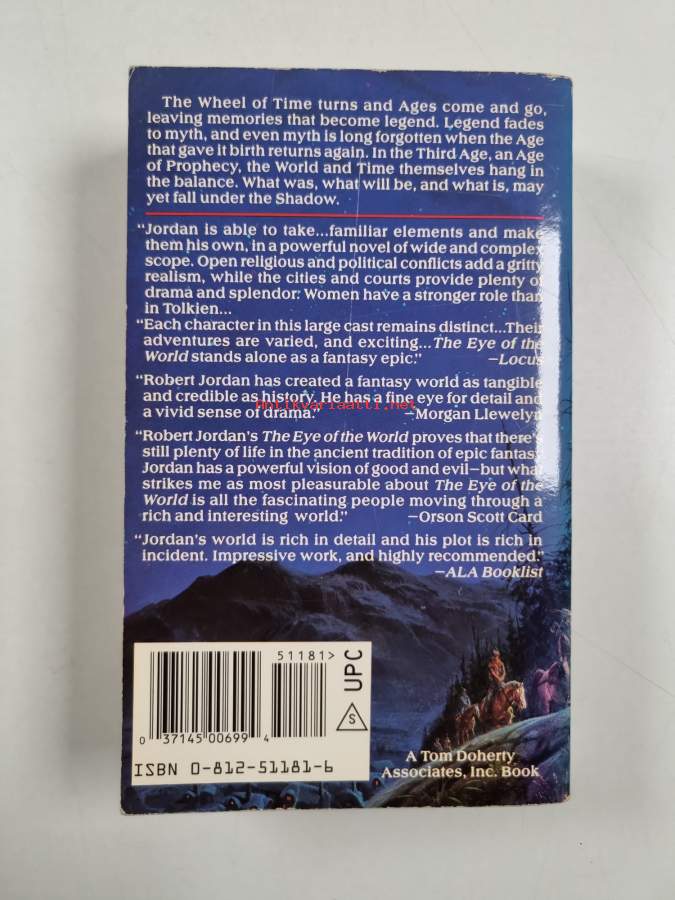 The Wheel of Time turns and Ages come and go,
leaving memories that become legend. Legend fades
to myth, and even myth is long forgotten when the Age
that gave it birth returns again. In the Third Age, an Age
of Prophecy, the World and Time themselves hang in
the balance. What was, what will be, and what is, may
yet fall under the Shadow.
"Jordan is able to take...familiar elements and make
them his own, in a powerful novel of wide and complex
scope. Open religious and political conflicts add a gritty
realism, while the cities and courts provide plenty of
drama and splendor. Women have a stronger role than
in Tolkien...
"Each character in this large cast remains distinct...Their
adventures are varied, and exciting...The Eye of the
World stands alone as a fantasy epic." —Locus
"Robert Jordan has created a fantasy world as tangible
and credible as history. He has a fine eye for detail and
a vivid sense of drama." —Morgan Llewelyn
Antikvariaatti.net
"Robert Jordan's The Eye of the World proves that there's
still plenty of life in the ancient tradition of epic fantasy.
Jordan has a powerful vision of good and evil—but what
strikes me as most pleasurable about The Eye of the
World is all the fascinating people moving through a
rich and interesting world." —Orson Scott Card
"Jordan's world is rich in detail and his plot is rich in
incident. Impressive work, and highly recommended."
—ALA Booklist
51181>
UPC
S
0 37145 00699 4
ISBN 0-812-51181-6
A Tom Doherty
Associates, Inc. Book